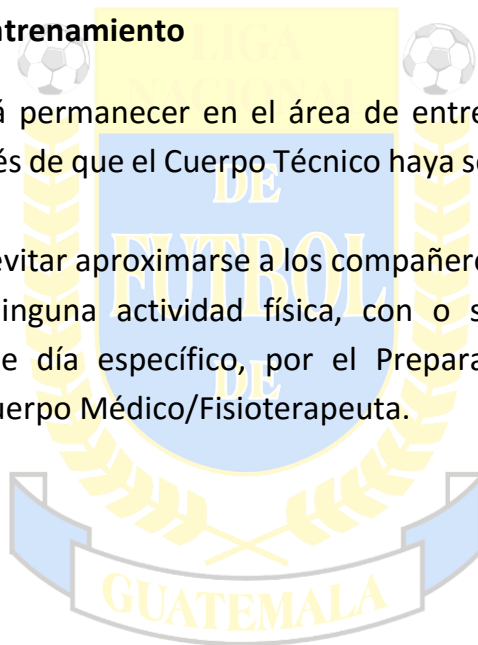 ntrenamiento
LIGA
NACIONAL
á permanecer en el área de entre
és de que el Cuerpo Técnico haya se
DE
FUTBOL
evitar aproximarse a los compañero
inguna actividad física, con o s
e día específico, por el Prepara
DE
uerpo Médico/Fisioterapeuta.
GUATEMALA